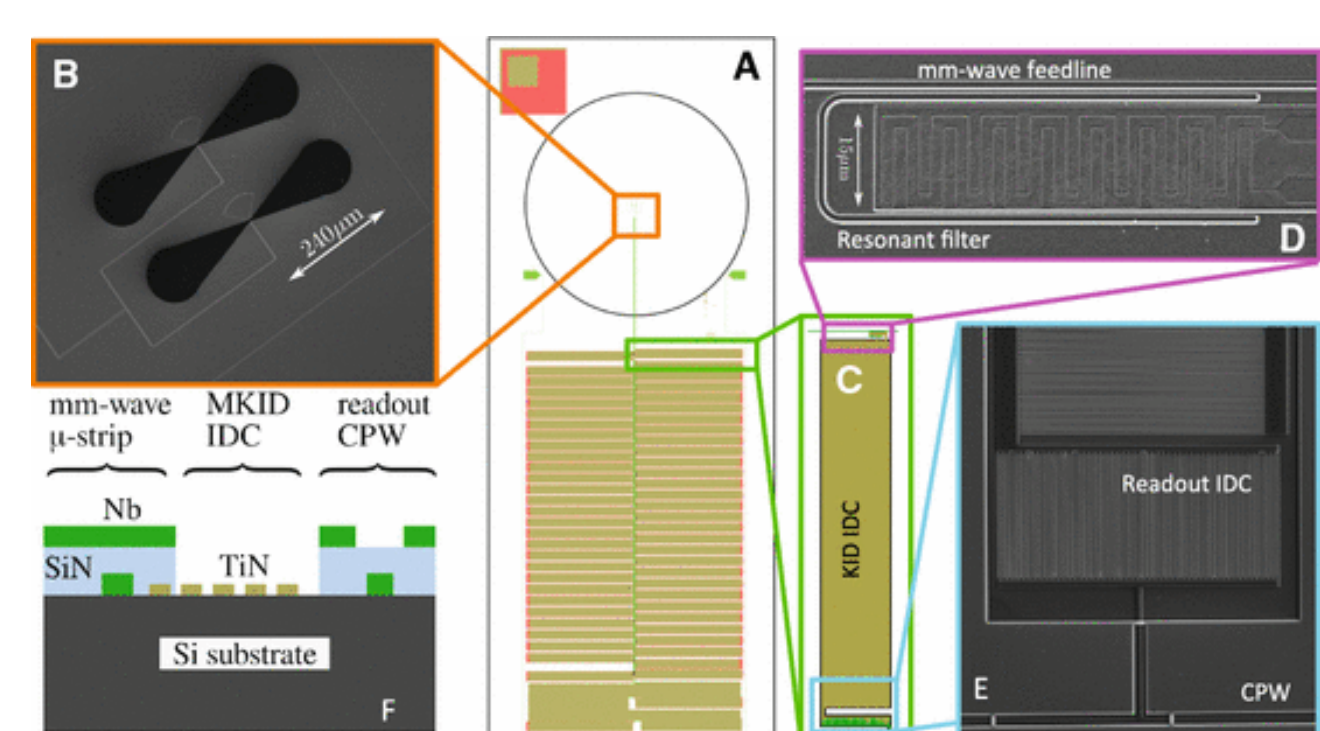 B
240μm
A
mm-wave feedline
15μm
Resonant filter
D
C
KID IDC
Readout IDC
E
CPW
mm-wave MKID readout
μ-strip IDC CPW
Nb
SiN TiN
Si substrate
F